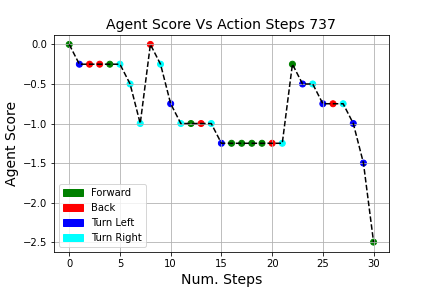 Agent Score Vs Action Steps 737
Agent Score
0.0
−0.5
−1.0
−1.5
−2.0
−2.5
Forward
Back
Turn Left
Turn Right
0 5 10 15 20 25 30
Num. Steps